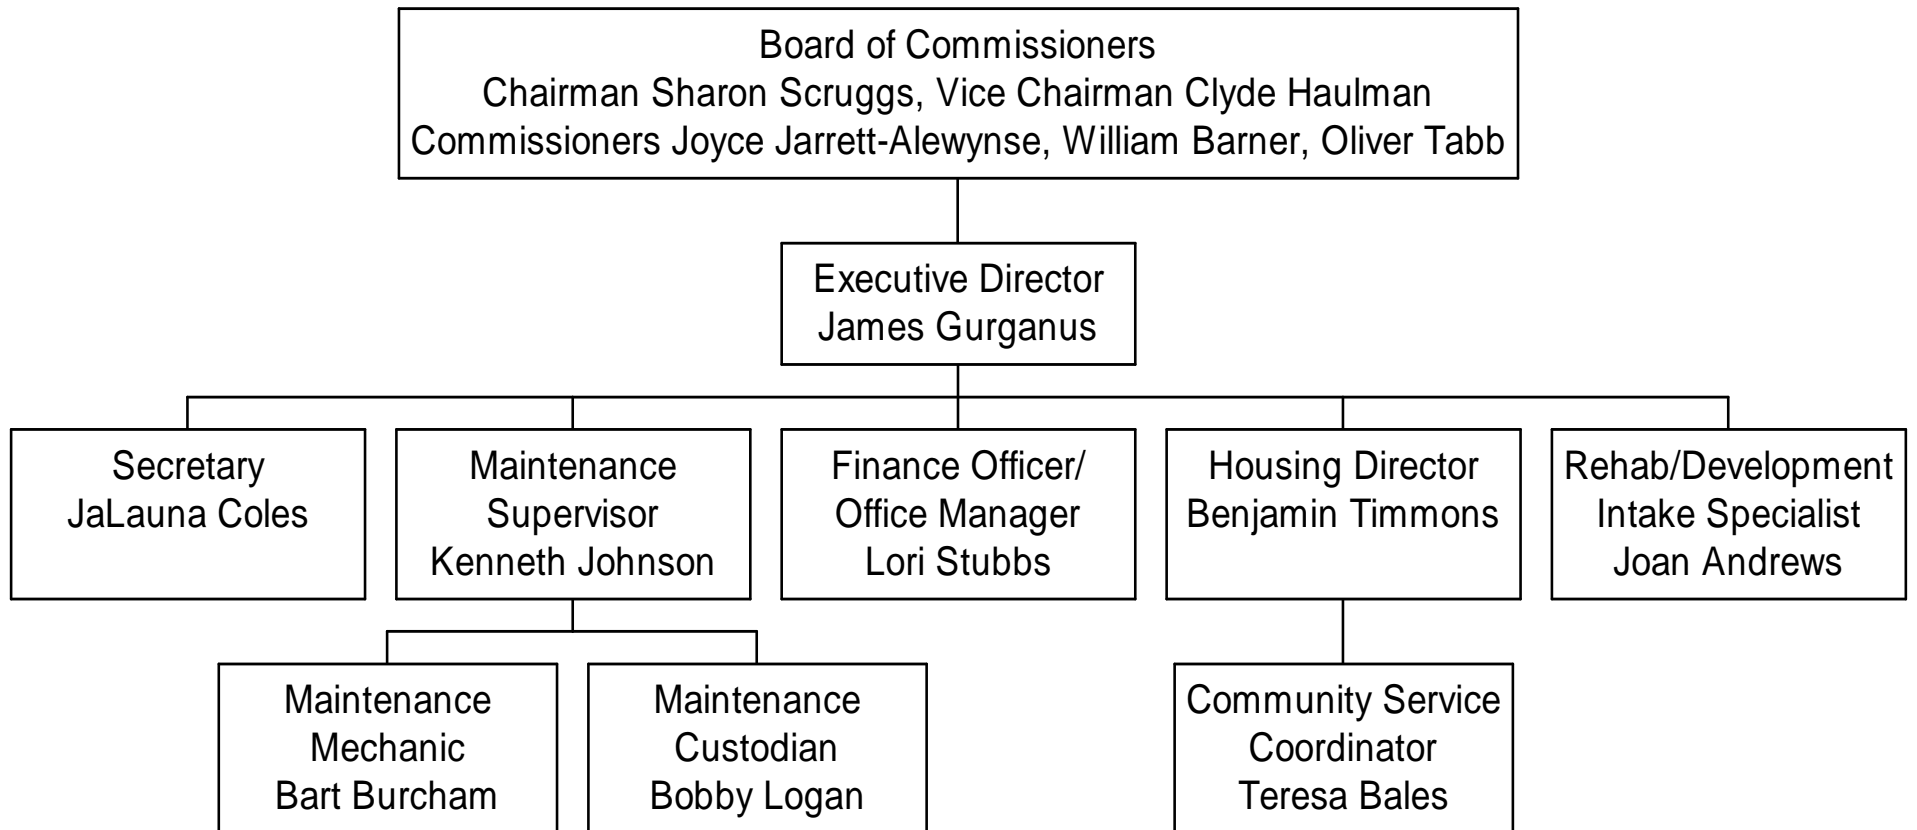 Board of Commissioners
Chairman Sharon Scruggs, Vice Chairman Clyde Haulman
Commissioners Joyce Jarrett-Alewynse, William Barner, Oliver Tabb
Executive Director
James Gurganus
Secretary
JaLauna Coles
Maintenance
Supervisor
Kenneth Johnson
Finance Officer/
Office Manager
Lori Stubbs
Housing Director
Benjamin Timmons
Rehab/Development
Intake Specialist
Joan Andrews
Maintenance
Mechanic
Bart Burcham
Maintenance
Custodian
Bobby Logan
Community Service
Coordinator
Teresa Bales